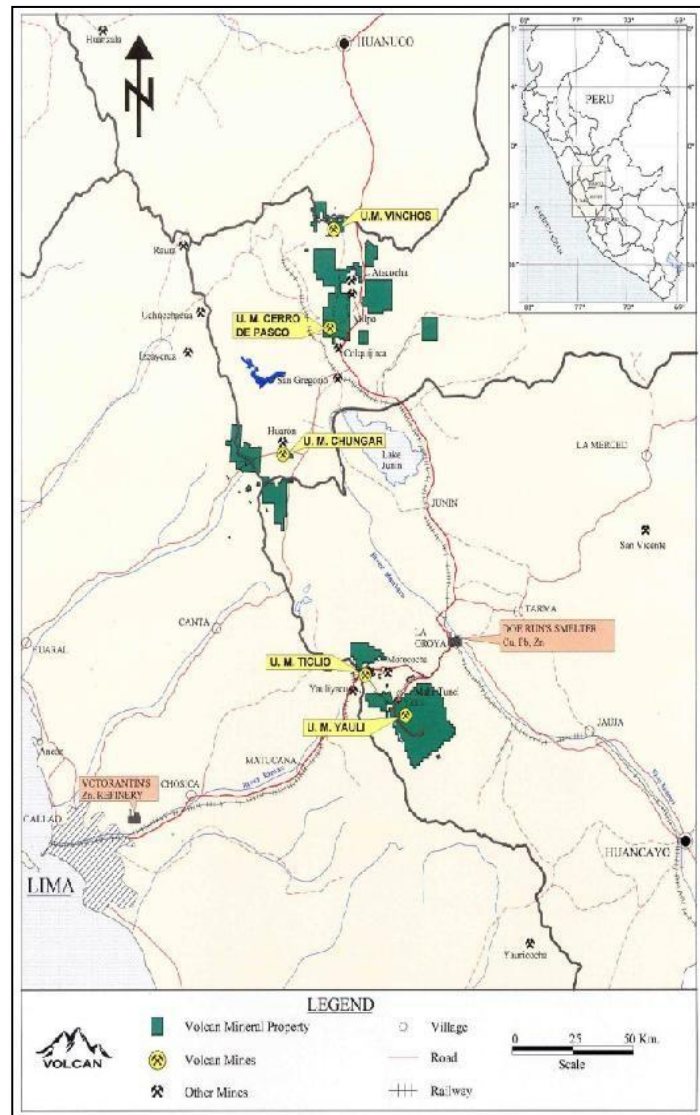 Huanzala
HUANUCO
N
PERU
U.M. VINCHOS
Raura
Atacocha
U. M. CERRO
DE PASCO
Milpo
Uchucchacua
Colquijirca
Iscaycruz
San Gregorio
Huaron
U. M. CHUNGAR
Lake
Junin
LA MERCED
JUNIN
San Vicente
River Mantaro
CANTA
TARMA
HUARAL
LA
OROYA
DOE RUN'S SMELTER
Cu, Pb, Zn
U. M. TICLIO
Morococha
Yauliyacu
U. M. YAULI
JAUJA
Ancon
MATUCANA
VOTORANTIN'S
Zn. REFINERY
CHOSICA
River Rimac
CALLAO
HUANCAYO
LIMA
Yauricocha
LEGEND
VOLCAN
Volcan Mineral Property
Village
0 25 50 Km.
Volcan Mines
Road
Scale
Other Mines
Railway